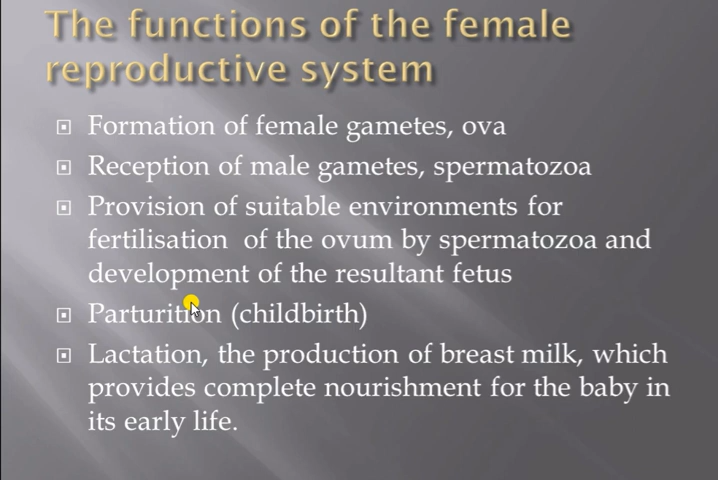 The functions of the female
reproductive system
Formation of female gametes, ova
Reception of male gametes, spermatozoa
Provision of suitable environments for
fertilisation of the ovum by spermatozoa and
development of the resultant fetus
Parturition (childbirth)
Lactation, the production of breast milk, which
provides complete nourishment for the baby in
its early life.